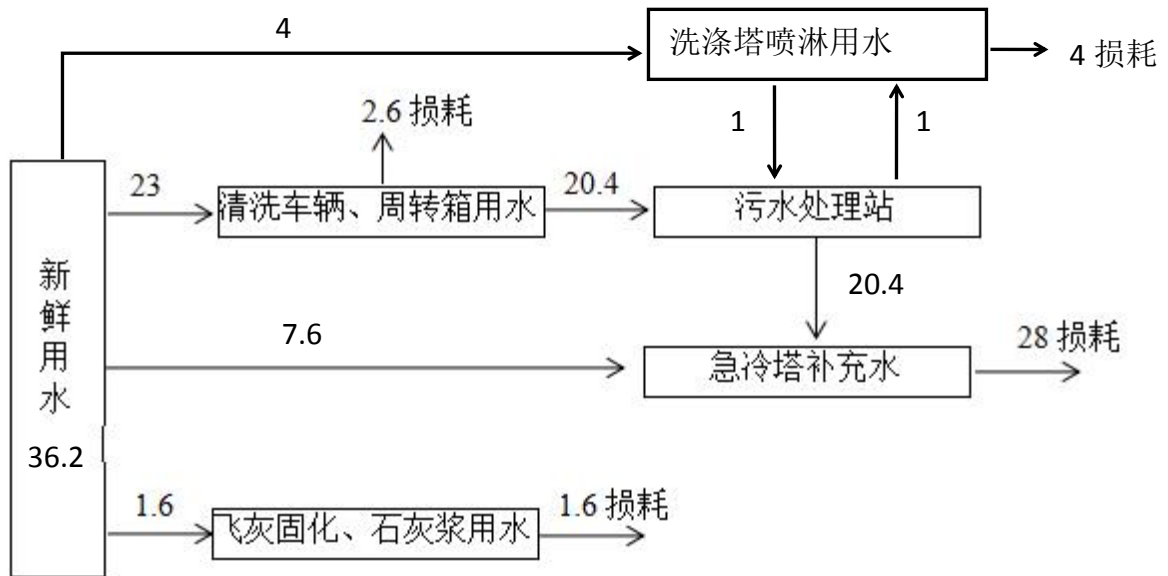 4
洗涤塔喷淋用水
4 损耗
2.6 损耗
1
1
23
清洗车辆、周转箱用水
20.4
污水处理站
新鲜用水
36.2
20.4
7.6
急冷塔补充水
28 损耗
1.6
飞灰固化、石灰浆用水
1.6 损耗